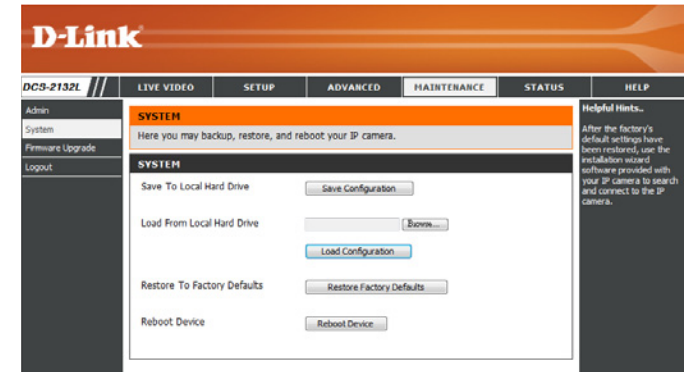 D-Link
DCS-2132L
LIVE VIDEO
SETUP
ADVANCED
MAINTENANCE
STATUS
HELP
Admin
System
Firmware Upgrade
Logout
SYSTEM
Here you may backup, restore, and reboot your IP camera.
SYSTEM
Save To Local Hard Drive
Save Configuration
Load From Local Hard Drive
Browse...
Load Configuration
Restore To Factory Defaults
Restore Factory Defaults
Reboot Device
Reboot Device
Helpful Hints..
After the factory's
default settings have
been restored, use the
installation wizard
software provided with
your IP camera to search
and connect to the IP
camera.